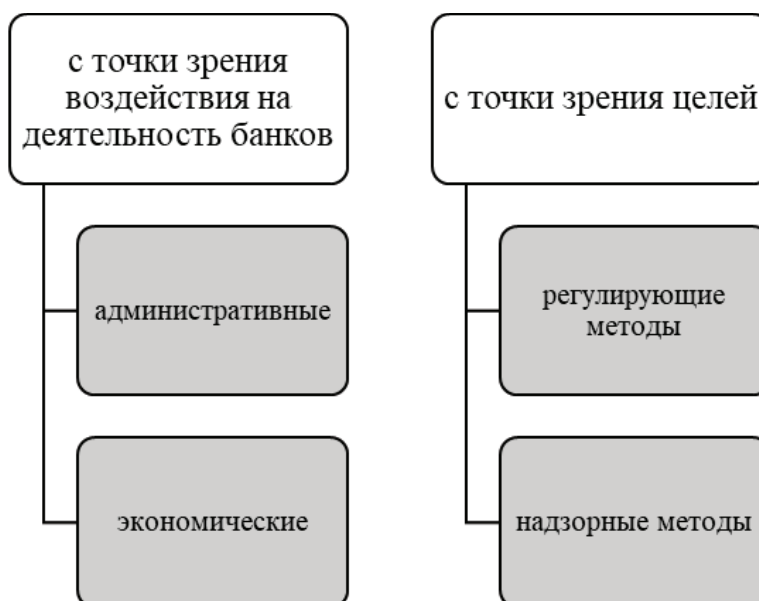 с точки зрения
воздействия на
деятельность банков
административные
экономические
с точки зрения целей
регулирующие
методы
надзорные методы